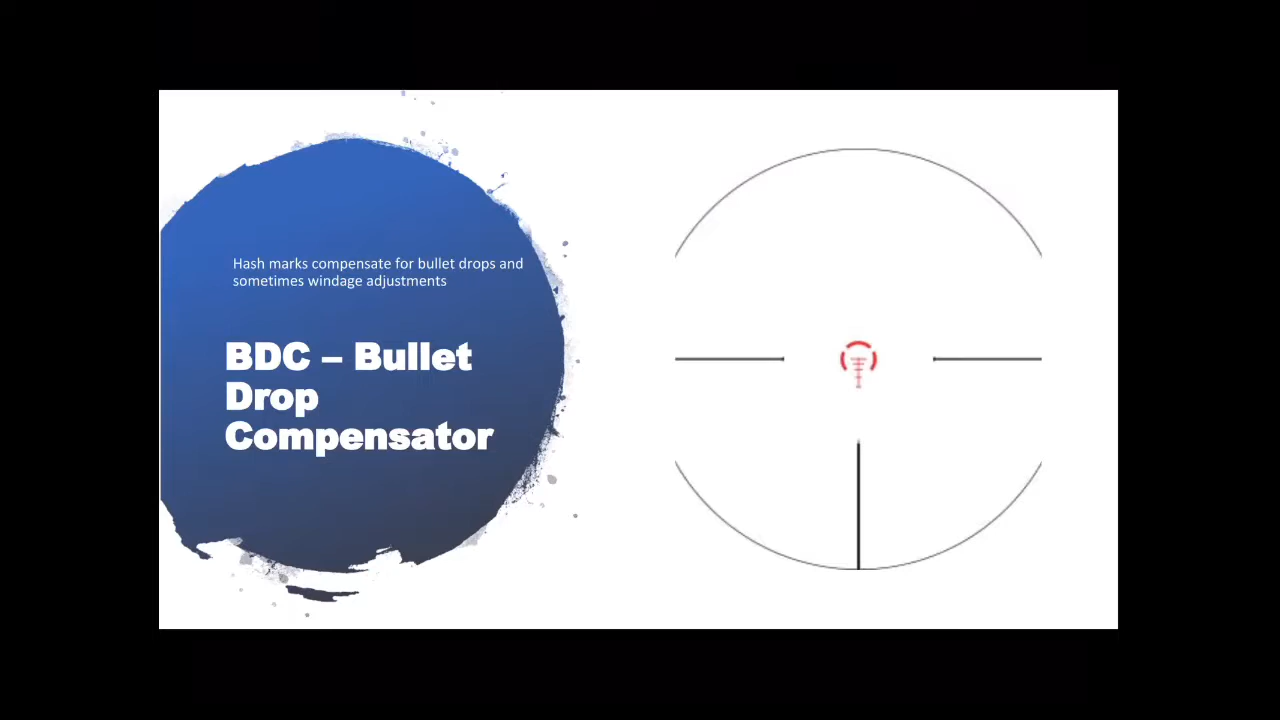 Hash marks compensate for bullet drops and
sometimes windage adjustments
BDC – Bullet
Drop
Compensator